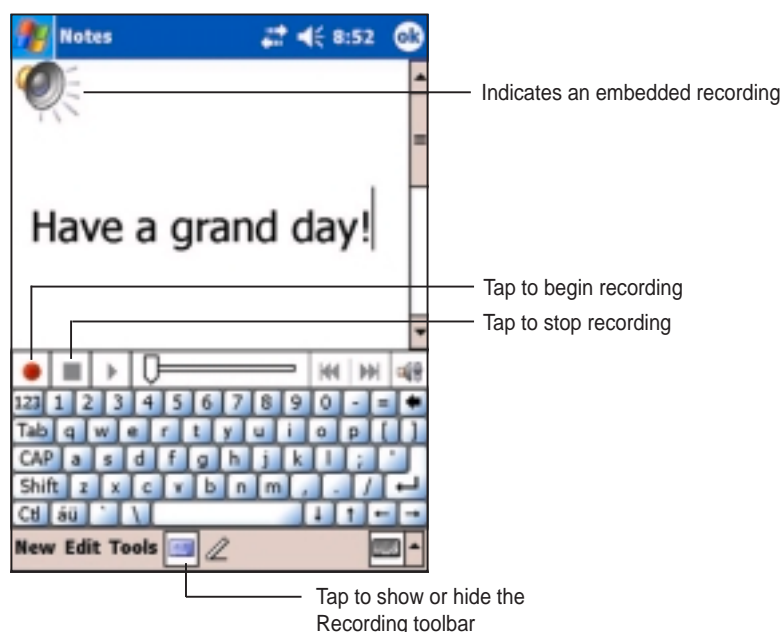 Notes 8:52 ok
Indicates an embedded recording
Have a grand day!
Tap to begin recording
Tap to stop recording
123 1 2 3 4 5 6 7 8 9 0 - =
Tab q w e r t y u i o p [ ]
CAP a s d f g h j k l ; '
Shift z x c v b n m , . /
Ctl áü ` \
New Edit Tools
Tap to show or hide the
Recording toolbar